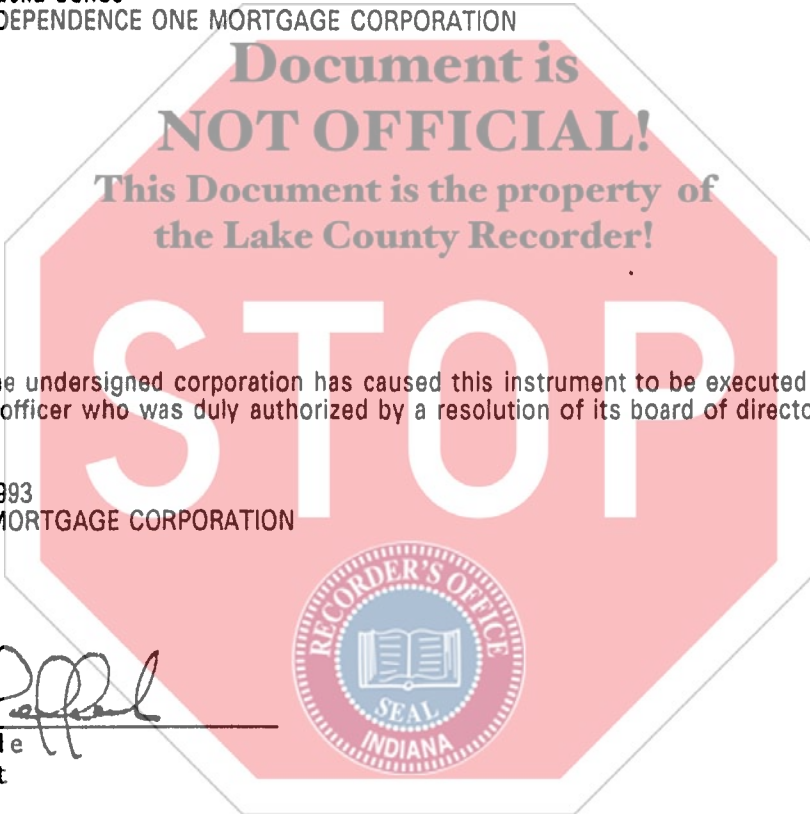 DEPENDENCE ONE MORTGAGE CORPORATION
Document is
NOT OFFICIAL!
This Document is the property of
the Lake County Recorder!
STOP
e undersigned corporation has caused this instrument to be executed
officer who was duly authorized by a resolution of its board of directo
993
MORTGAGE CORPORATION
RECORDER'S OFFICE
SEAL
INDIANA
le
t